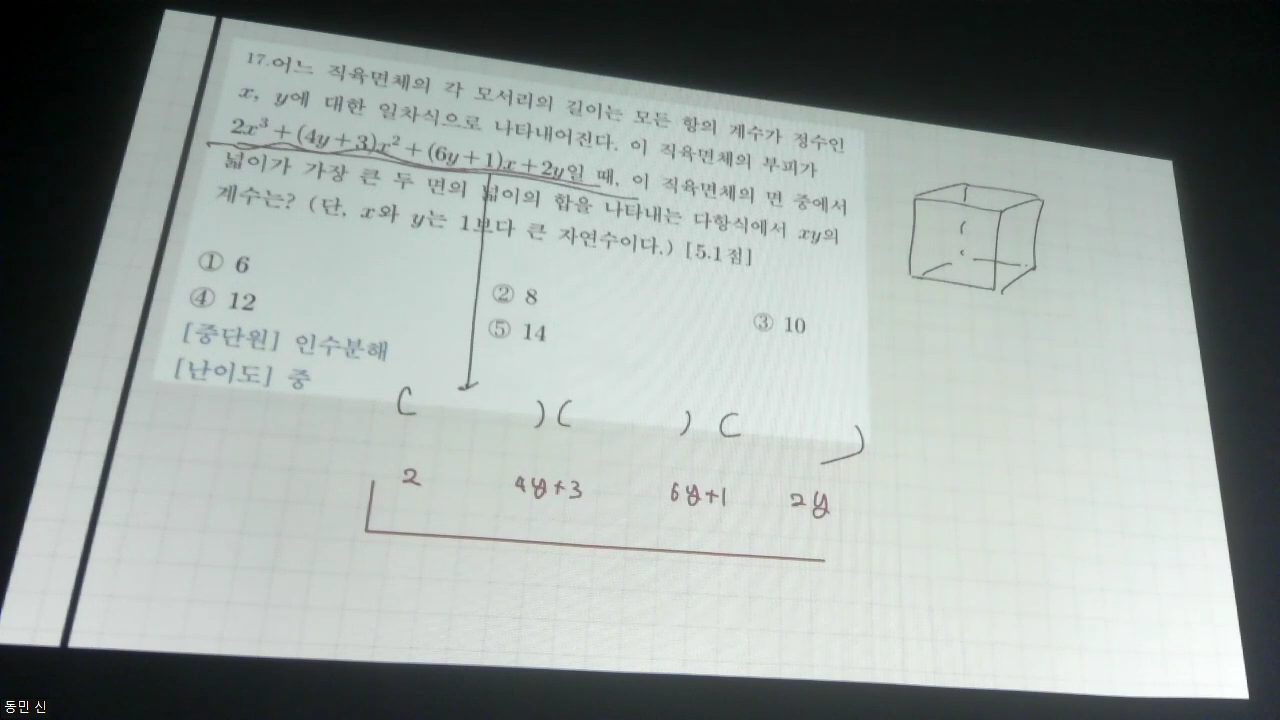 17.어느 직육면체의 각 모서리의 길이는 모든 항의 계수가 정수인
x, y에 대한 일차식으로 나타내어진다. 이 직육면체의 부피가
2x³+(4y+3)x²+(6y+1)x+2y일 때, 이 직육면체의 면 중에서
넓이가 가장 큰 두 면의 넓이의 합을 나타내는 다항식에서 xy의
계수는? (단, x와 y는 1보다 큰 자연수이다.) [5.1점]
① 6
② 8
③ 10
④ 12
⑤ 14
[중단원] 인수분해
[난이도] 중
( )( )( )
2 4y+3 6y+1 2y
동민 신